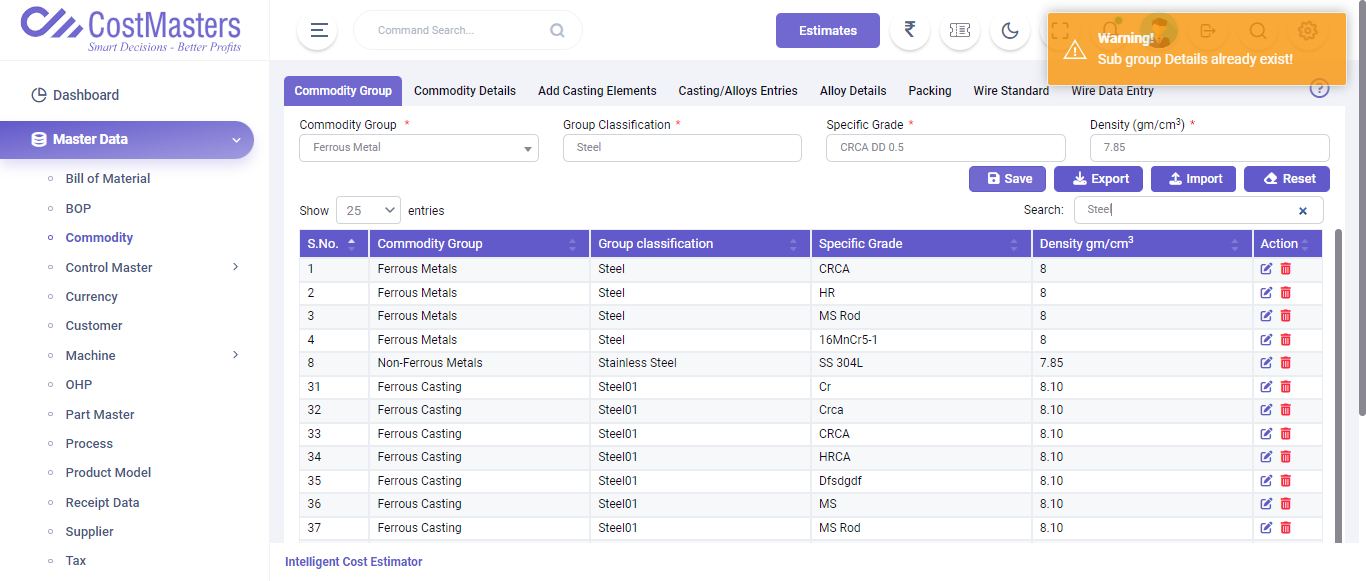 CostMasters
Smart Decisions - Better Profits
Command Search...
Estimates
₹
Warning!
Sub group Details already exist!
Dashboard
Master Data
Bill of Material
BOP
Commodity
Control Master
Currency
Customer
Machine
OHP
Part Master
Process
Product Model
Receipt Data
Supplier
Tax
Commodity Group Commodity Details Add Casting Elements Casting/Alloys Entries Alloy Details Packing Wire Standard Wire Data Entry ?
Commodity Group * Group Classification * Specific Grade * Density (gm/cm³) *
Ferrous Metal Steel CRCA DD 0.5 7.85
Save Export Import Reset
Show 25 entries Search: Steel ×
S.No. Commodity Group Group classification Specific Grade Density gm/cm³ Action
1 Ferrous Metals Steel CRCA 8
2 Ferrous Metals Steel HR 8
3 Ferrous Metals Steel MS Rod 8
4 Ferrous Metals Steel 16MnCr5-1 8
8 Non-Ferrous Metals Stainless Steel SS 304L 7.85
31 Ferrous Casting Steel01 Cr 8.10
32 Ferrous Casting Steel01 Crca 8.10
33 Ferrous Casting Steel01 CRCA 8.10
34 Ferrous Casting Steel01 HRCA 8.10
35 Ferrous Casting Steel01 Dfsdgdf 8.10
36 Ferrous Casting Steel01 MS 8.10
37 Ferrous Casting Steel01 MS Rod 8.10
Intelligent Cost Estimator